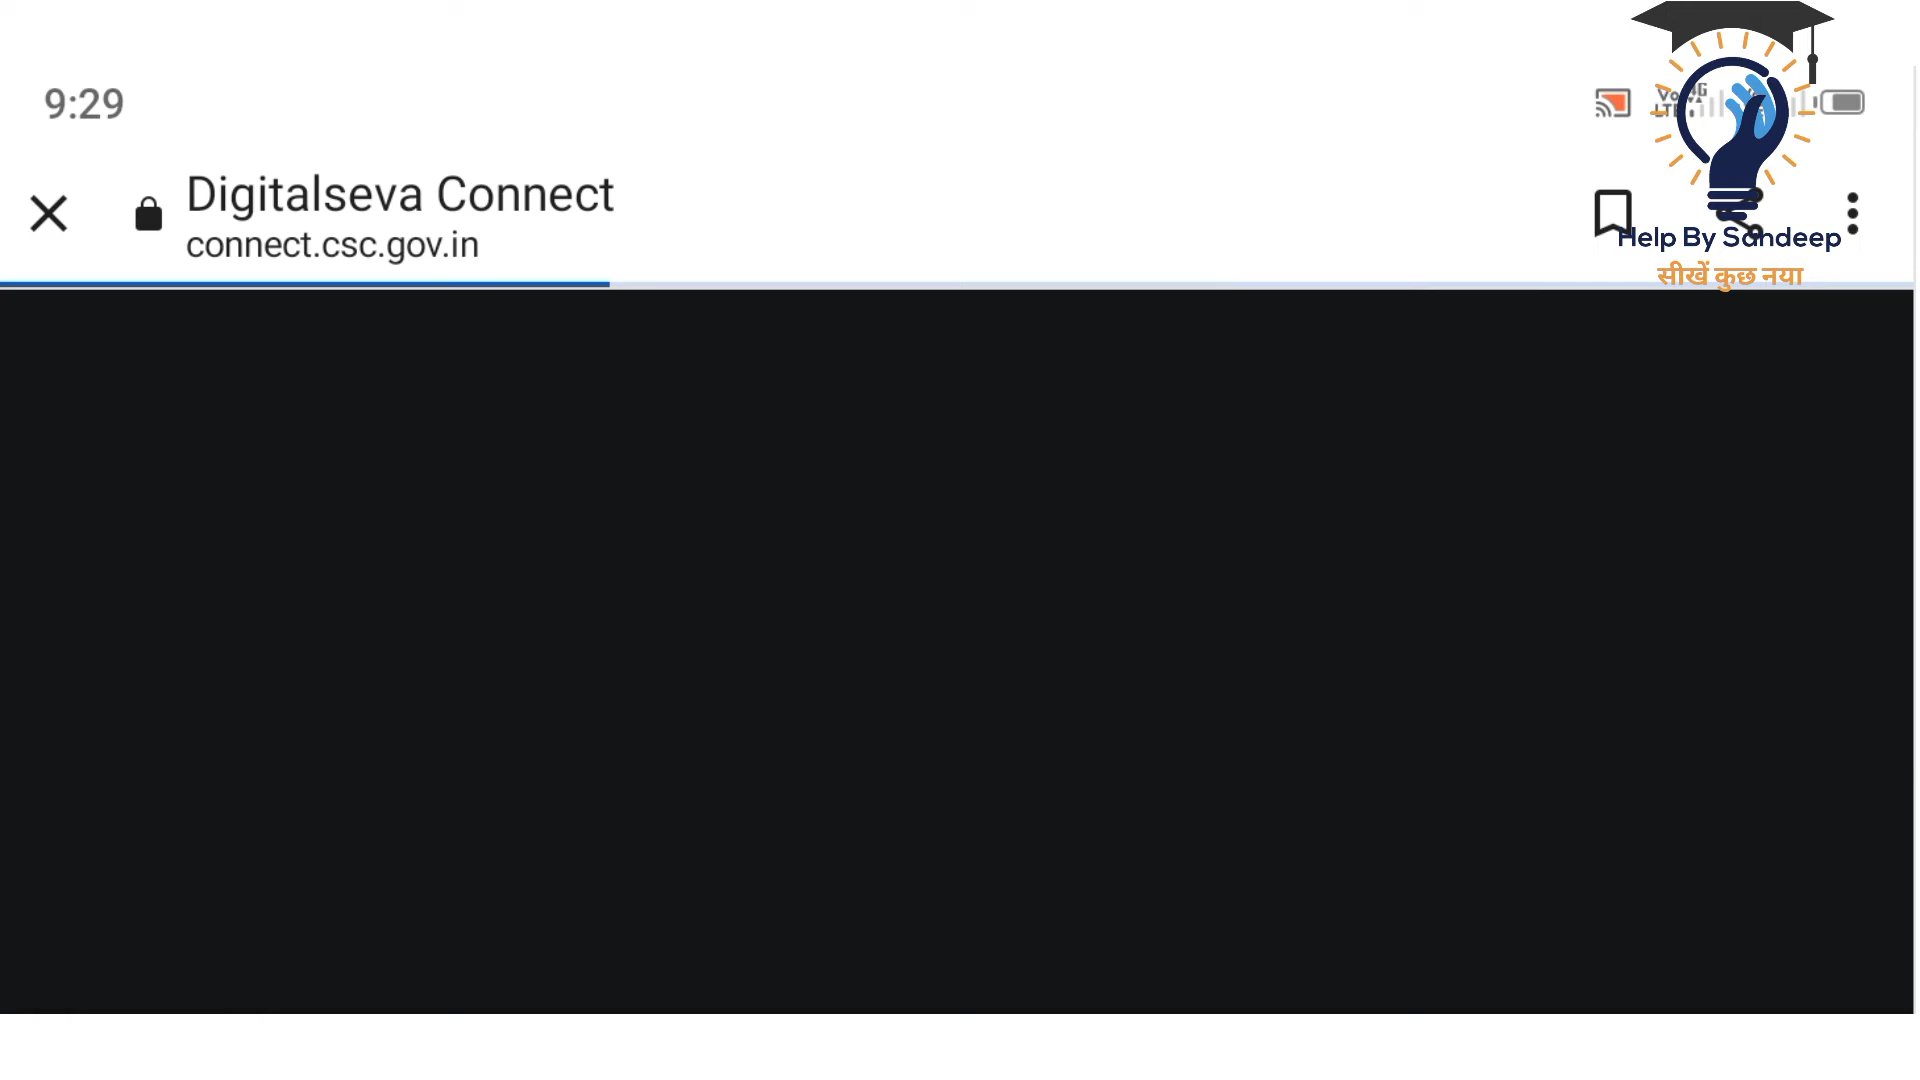 9:29
Digitalseva Connect
connect.csc.gov.in
Help By Sandeep
सीखें कुछ नया